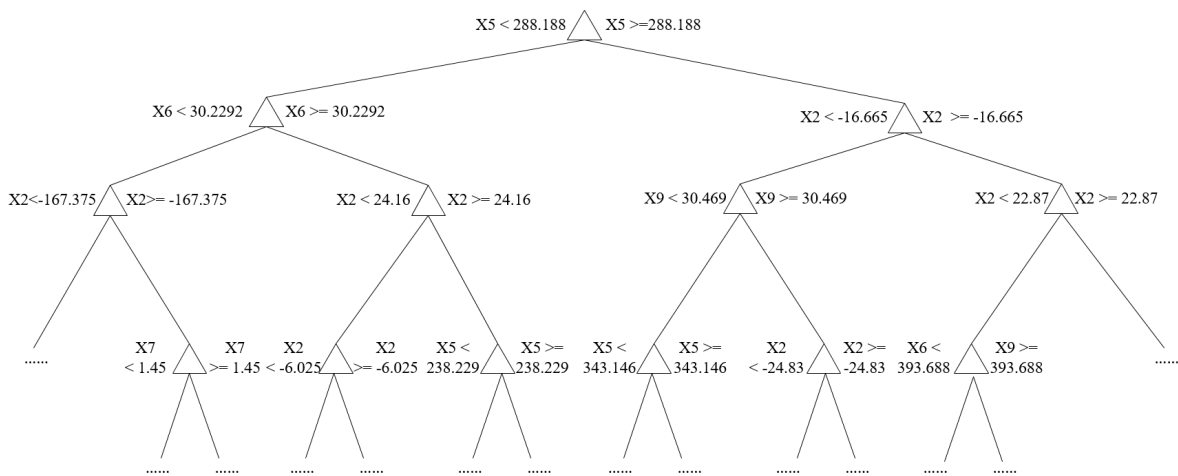 X5 < 288.188 X5 >=288.188
X6 < 30.2292 X6 >= 30.2292
X2 < -16.665 X2 >= -16.665
X2<-167.375 X2>= -167.375
X2 < 24.16 X2 >= 24.16
X9 < 30.469 X9 >= 30.469
X2 < 22.87 X2 >= 22.87
......
X7
< 1.45
X7
>= 1.45
X2
< -6.025
X2
>= -6.025
X5 <
238.229
X5 >=
238.229
X5 <
343.146
X5 >=
343.146
X2
< -24.83
X2 >=
-24.83
X6 <
393.688
X9 >=
393.688
......
...... ...... ...... ...... ...... ...... ...... ...... ...... ...... ...... ......